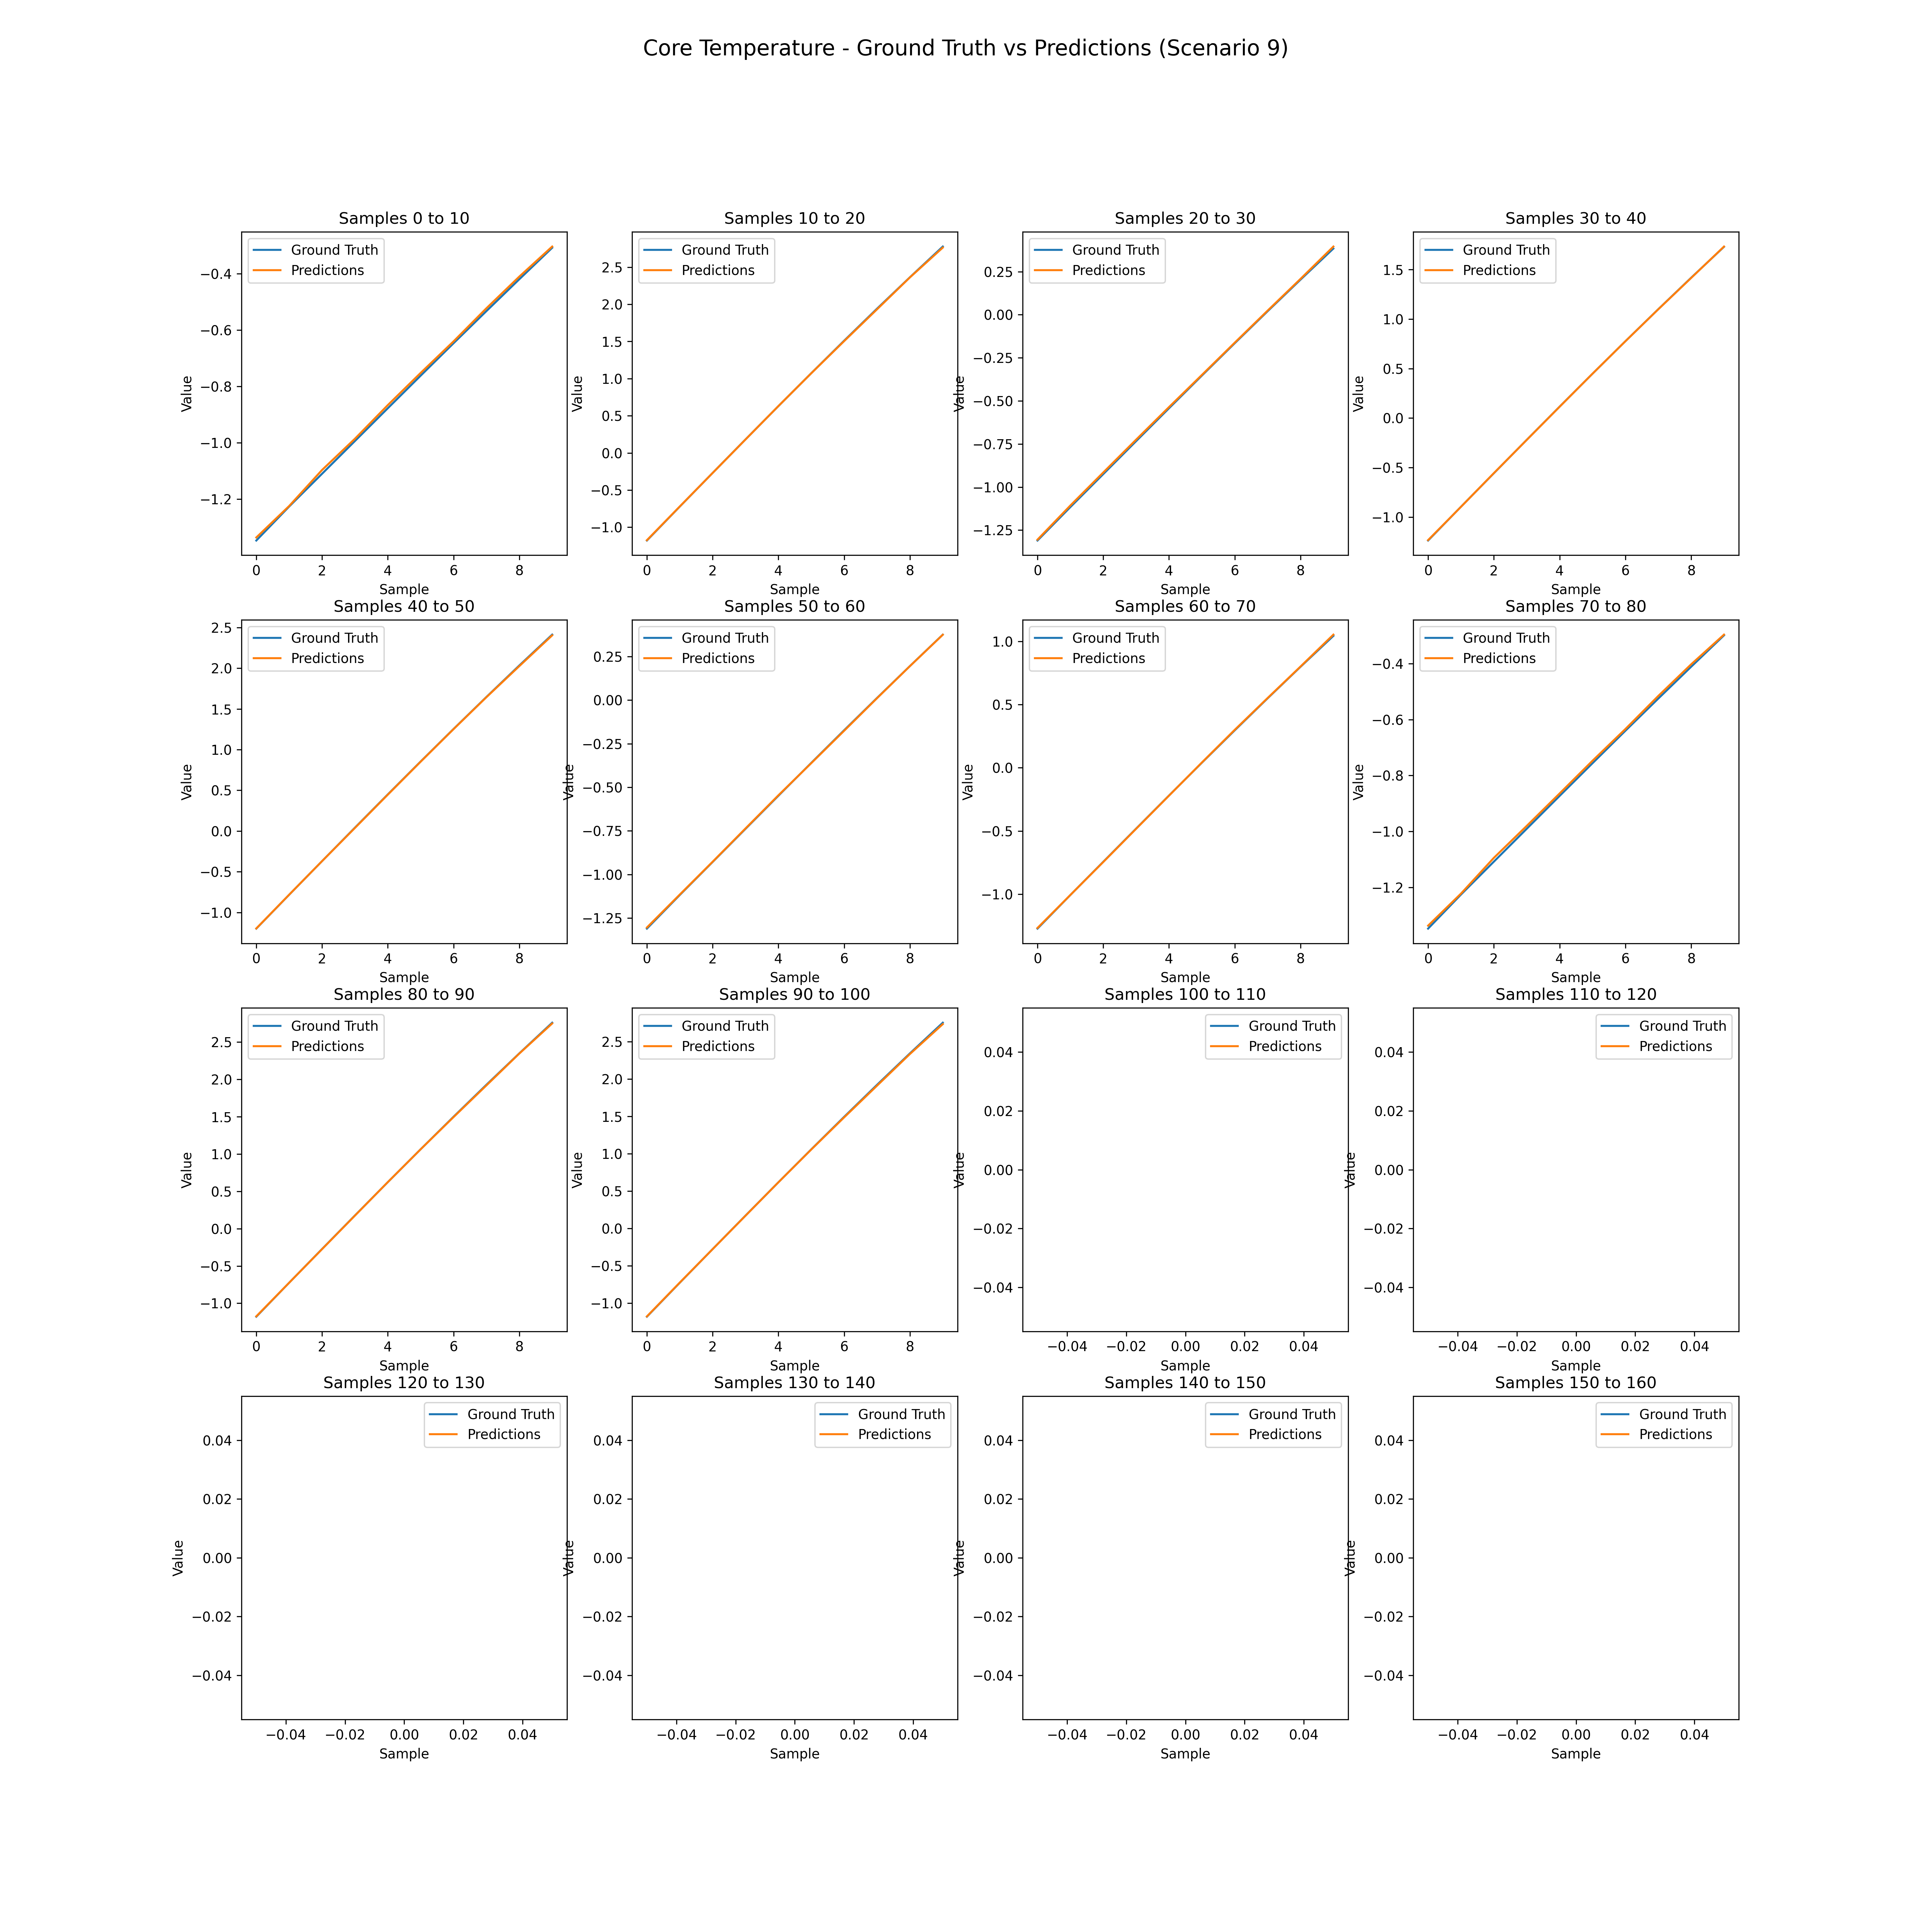 Core Temperature - Ground Truth vs Predictions (Scenario 9)
Samples 0 to 10
Ground Truth
Predictions
−0.4
−0.6
−0.8
−1.0
−1.2
Value
0 2 4 6 8
Sample
Samples 10 to 20
Ground Truth
Predictions
2.5
2.0
1.5
1.0
0.5
0.0
−0.5
−1.0
Value
0 2 4 6 8
Sample
Samples 20 to 30
Ground Truth
Predictions
0.25
0.00
−0.25
−0.50
−0.75
−1.00
−1.25
Value
0 2 4 6 8
Sample
Samples 30 to 40
Ground Truth
Predictions
1.5
1.0
0.5
0.0
−0.5
−1.0
Value
0 2 4 6 8
Sample
Samples 40 to 50
Ground Truth
Predictions
2.5
2.0
1.5
1.0
0.5
0.0
−0.5
−1.0
Value
0 2 4 6 8
Sample
Samples 50 to 60
Ground Truth
Predictions
0.25
0.00
−0.25
−0.50
−0.75
−1.00
−1.25
Value
0 2 4 6 8
Sample
Samples 60 to 70
Ground Truth
Predictions
1.0
0.5
0.0
−0.5
−1.0
Value
0 2 4 6 8
Sample
Samples 70 to 80
Ground Truth
Predictions
−0.4
−0.6
−0.8
−1.0
−1.2
Value
0 2 4 6 8
Sample
Samples 80 to 90
Ground Truth
Predictions
2.5
2.0
1.5
1.0
0.5
0.0
−0.5
−1.0
Value
0 2 4 6 8
Sample
Samples 90 to 100
Ground Truth
Predictions
2.5
2.0
1.5
1.0
0.5
0.0
−0.5
−1.0
Value
0 2 4 6 8
Sample
Samples 100 to 110
Ground Truth
Predictions
0.04
0.02
0.00
−0.02
−0.04
Value
−0.04 −0.02 0.00 0.02 0.04
Sample
Samples 110 to 120
Ground Truth
Predictions
0.04
0.02
0.00
−0.02
−0.04
Value
−0.04 −0.02 0.00 0.02 0.04
Sample
Samples 120 to 130
Ground Truth
Predictions
0.04
0.02
0.00
−0.02
−0.04
Value
−0.04 −0.02 0.00 0.02 0.04
Sample
Samples 130 to 140
Ground Truth
Predictions
0.04
0.02
0.00
−0.02
−0.04
Value
−0.04 −0.02 0.00 0.02 0.04
Sample
Samples 140 to 150
Ground Truth
Predictions
0.04
0.02
0.00
−0.02
−0.04
Value
−0.04 −0.02 0.00 0.02 0.04
Sample
Samples 150 to 160
Ground Truth
Predictions
0.04
0.02
0.00
−0.02
−0.04
Value
−0.04 −0.02 0.00 0.02 0.04
Sample